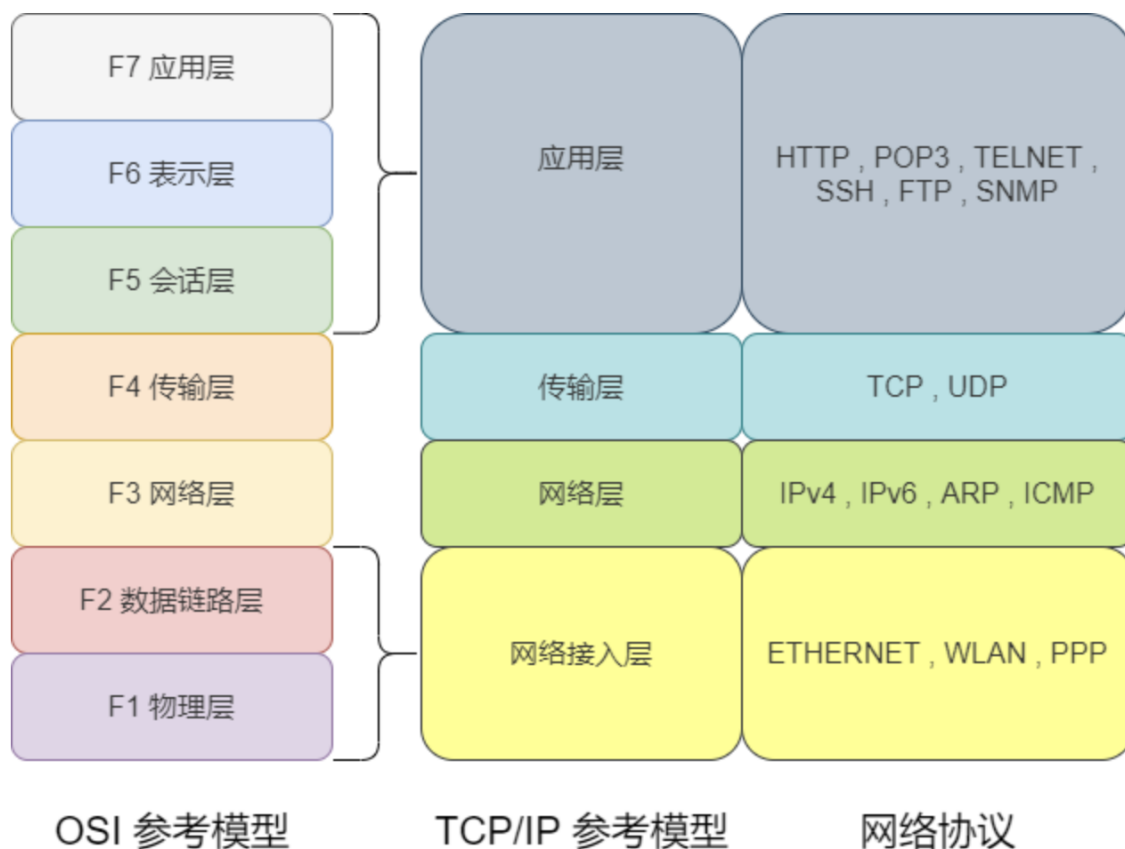 F7 应用层
F6 表示层
F5 会话层
F4 传输层
F3 网络层
F2 数据链路层
F1 物理层
OSI 参考模型
应用层
传输层
网络层
网络接入层
TCP/IP 参考模型
HTTP , POP3 , TELNET ,
SSH , FTP , SNMP
TCP , UDP
IPv4 , IPv6 , ARP , ICMP
ETHERNET , WLAN , PPP
网络协议